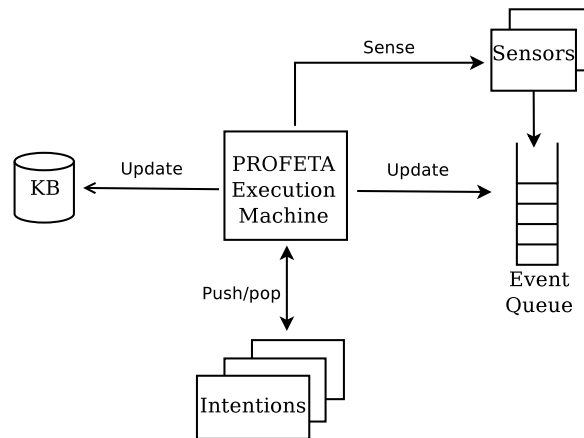 Sense
Sensors
PROFETA
Execution
Machine
Update
KB
Update
Event
Queue
Push/pop
Intentions